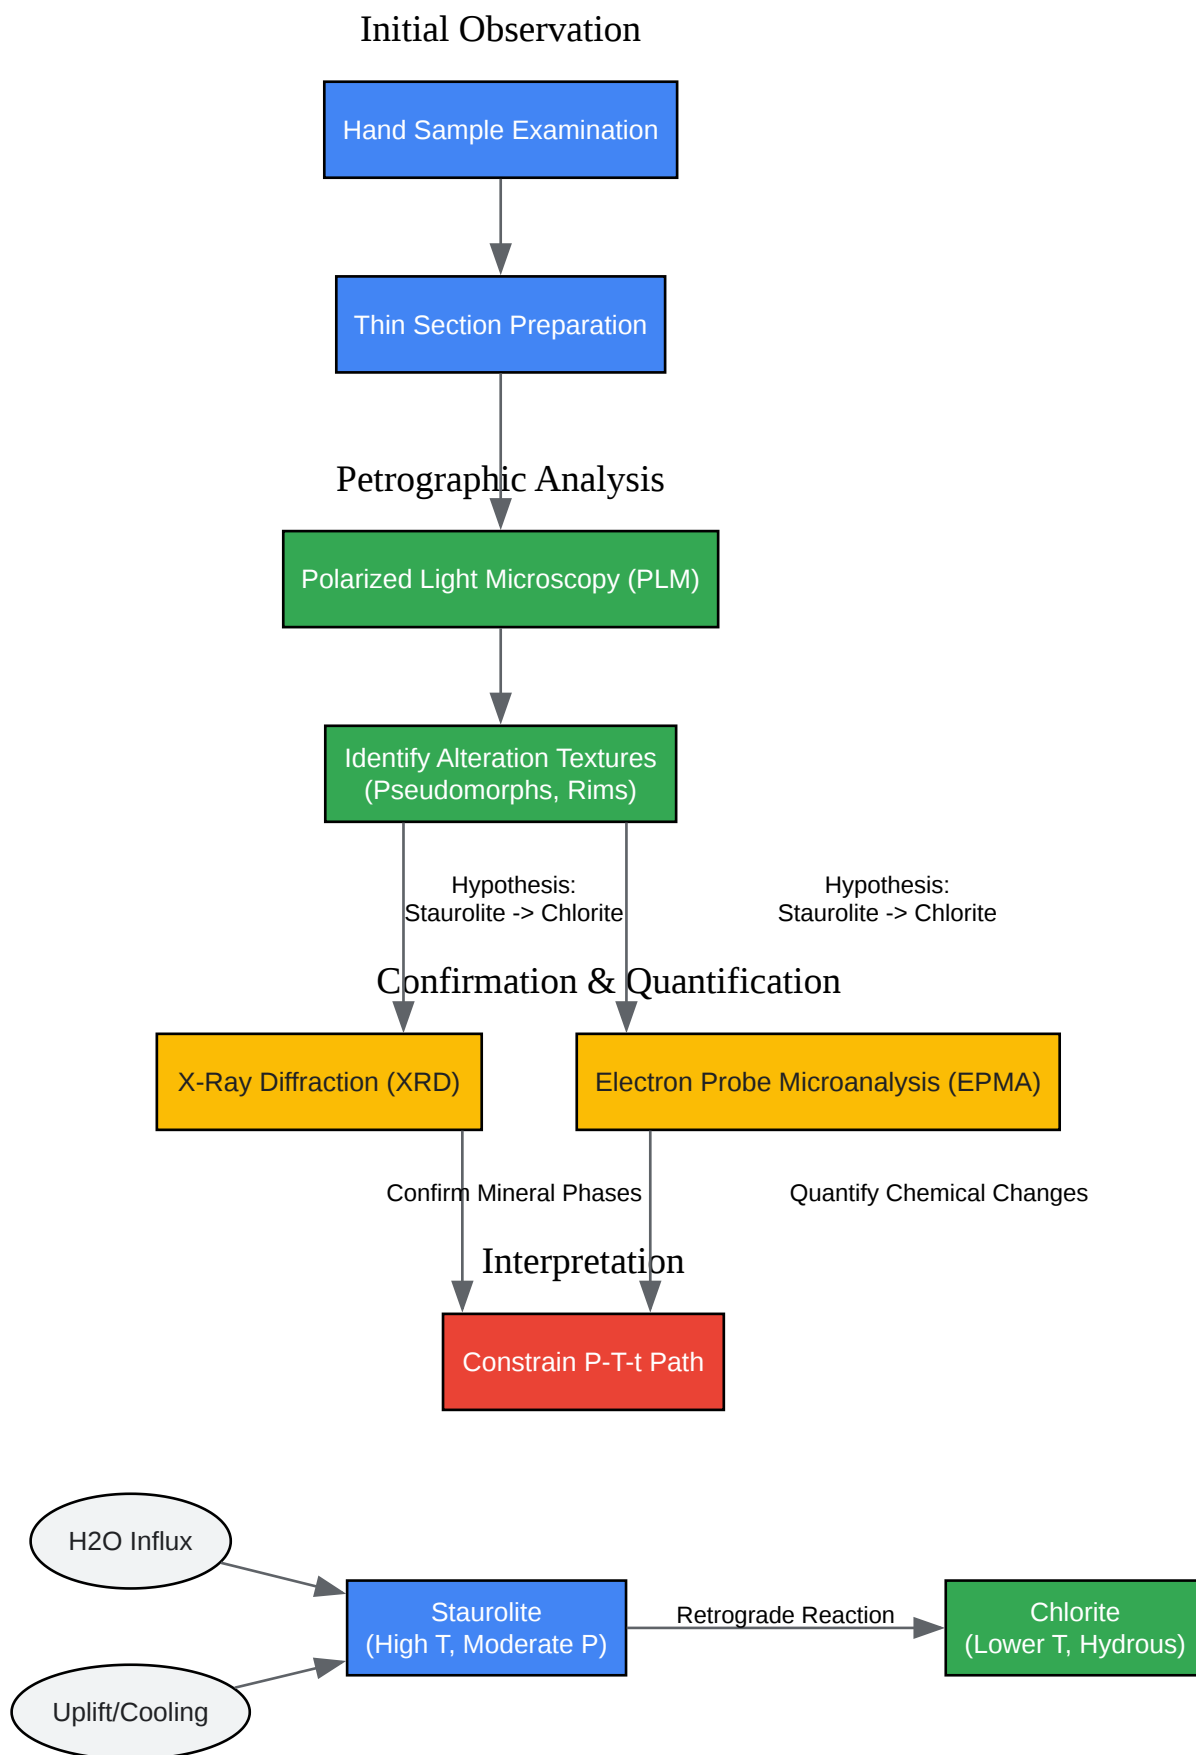 Initial Observation
Hand Sample Examination
Thin Section Preparation
Petrographic Analysis
Polarized Light Microscopy (PLM)
Identify Alteration Textures
(Pseudomorphs, Rims)
Hypothesis:
Staurolite -> Chlorite
Hypothesis:
Staurolite -> Chlorite
Confirmation & Quantification
X-Ray Diffraction (XRD)
Electron Probe Microanalysis (EPMA)
Confirm Mineral Phases
Quantify Chemical Changes
Interpretation
Constrain P-T-t Path
H2O Influx
Staurolite
(High T, Moderate P)
Retrograde Reaction
Chlorite
(Lower T, Hydrous)
Uplift/Cooling